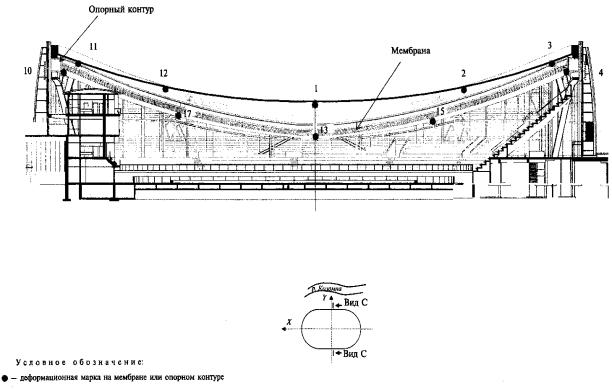 Опорный контур
11
10
12
1
Мембрана
2
3
4
17
13
15
р. Казанка
Y
Вид С
X
Вид С
Условное обозначение:
– деформационная марка на мембране или опорном контуре